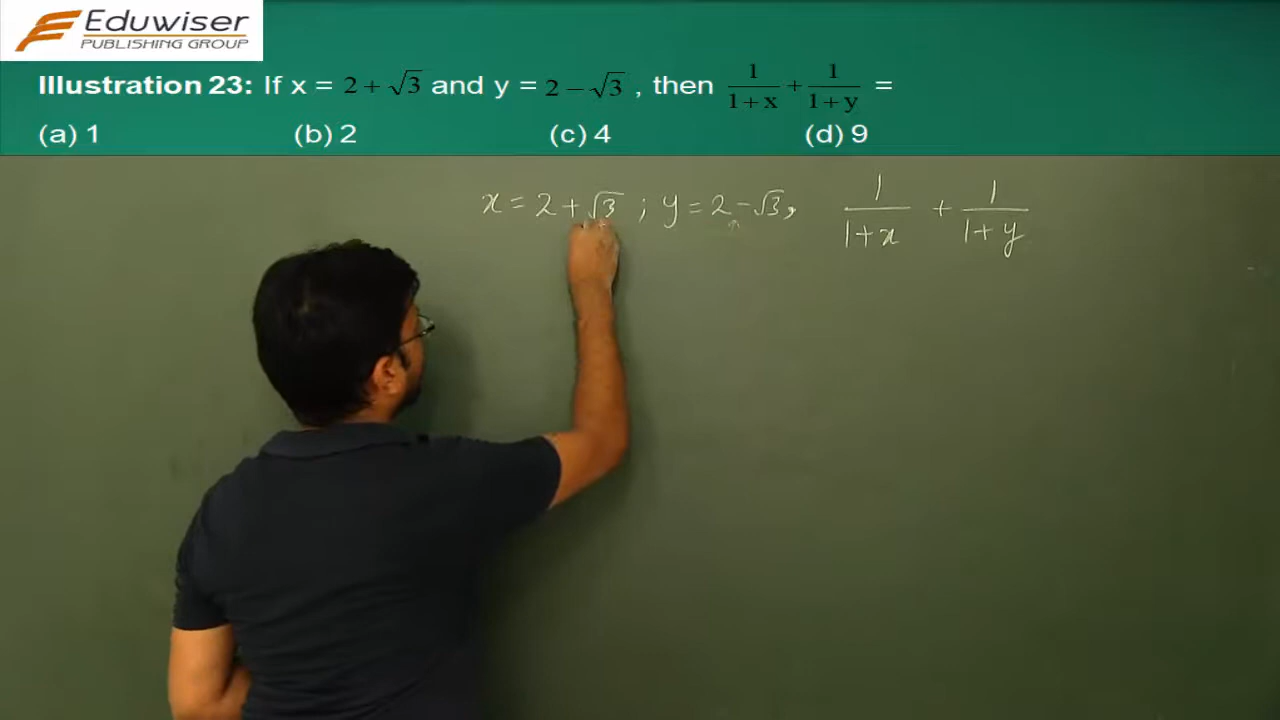 Eduwiser
PUBLISHING GROUP
Illustration 23: If x = 2 + √3 and y = 2 − √3 , then 1/(1+x) + 1/(1+y) =
(a) 1 (b) 2 (c) 4 (d) 9
x = 2 + √3 ; y = 2 − √3, 1/(1+x) + 1/(1+y)